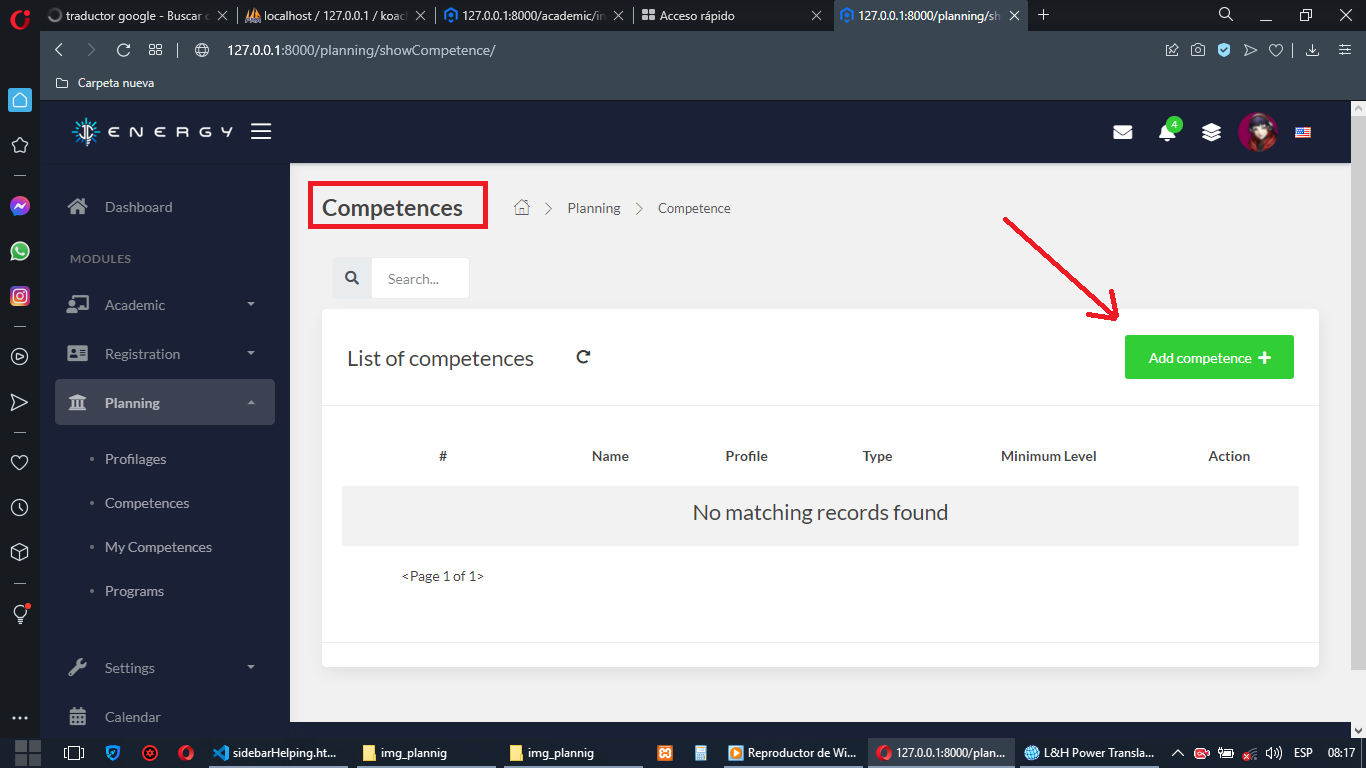 traductor google - Buscar c
localhost / 127.0.0.1 / koac
127.0.0.1:8000/academic/in
Acceso rápido
127.0.0.1:8000/planning/sh
127.0.0.1:8000/planning/showCompetence/
Carpeta nueva
ENERGY
4
Dashboard
MODULES
Academic
Registration
Planning
Profilages
Competences
My Competences
Programs
Settings
Calendar
Competences
Planning
Competence
Search...
List of competences
Add competence
# Name Profile Type Minimum Level Action
No matching records found
<Page 1 of 1>
sidebarHelping.ht...
img_plannig
img_plannig
Reproductor de Wi...
127.0.0.1:8000/plan...
L&H Power Transla...
ESP
08:17